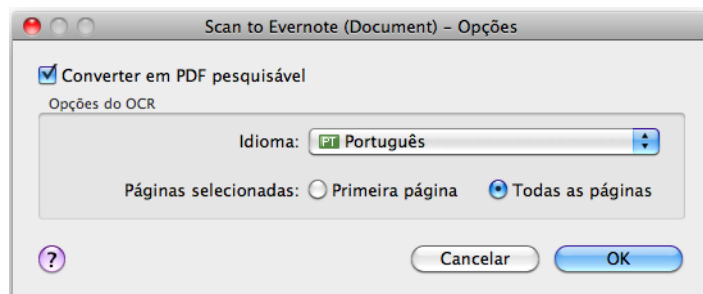 Scan to Evernote (Document) – Opções
Converter em PDF pesquisável
Opções do OCR
Idioma: PT Português
Páginas selecionadas: Primeira página Todas as páginas
? Cancelar OK